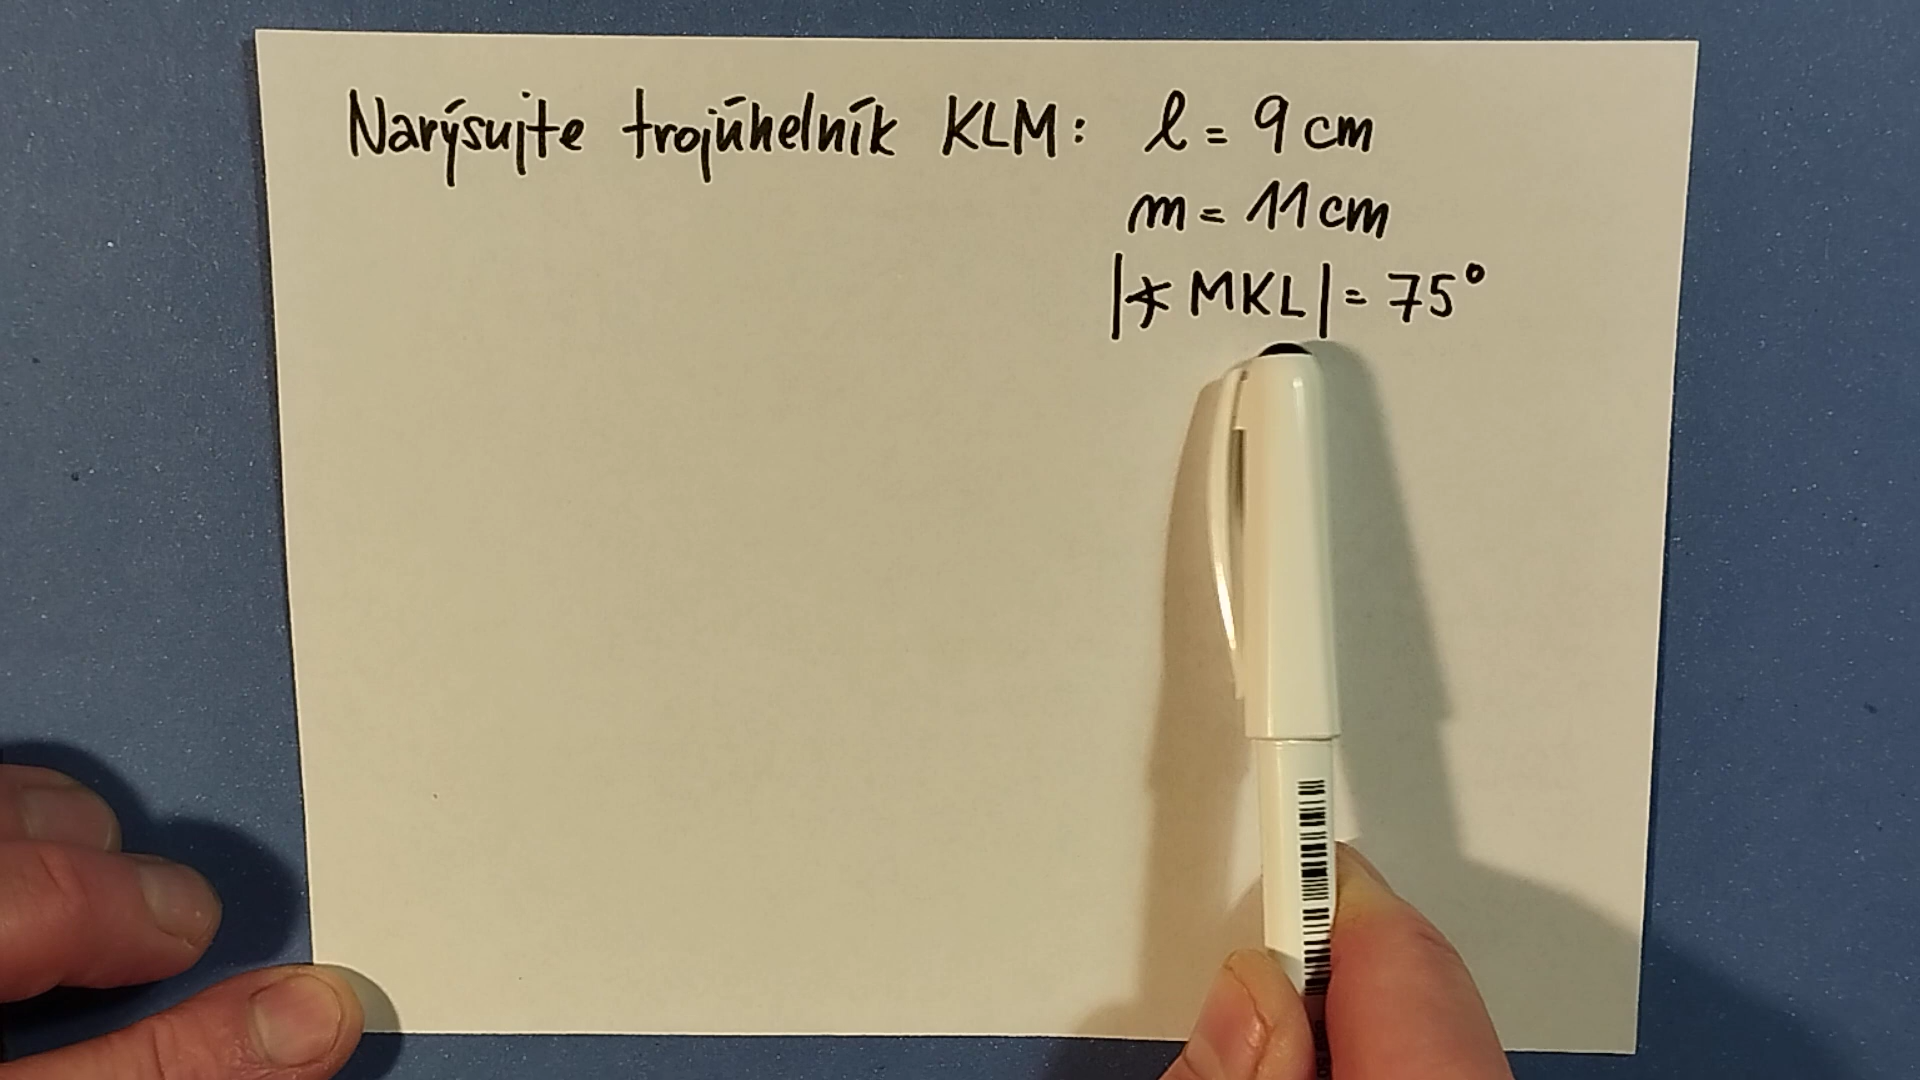 Narýsujte trojúhelník KLM: l = 9 cm
m = 11 cm
|∢ MKL| = 75°